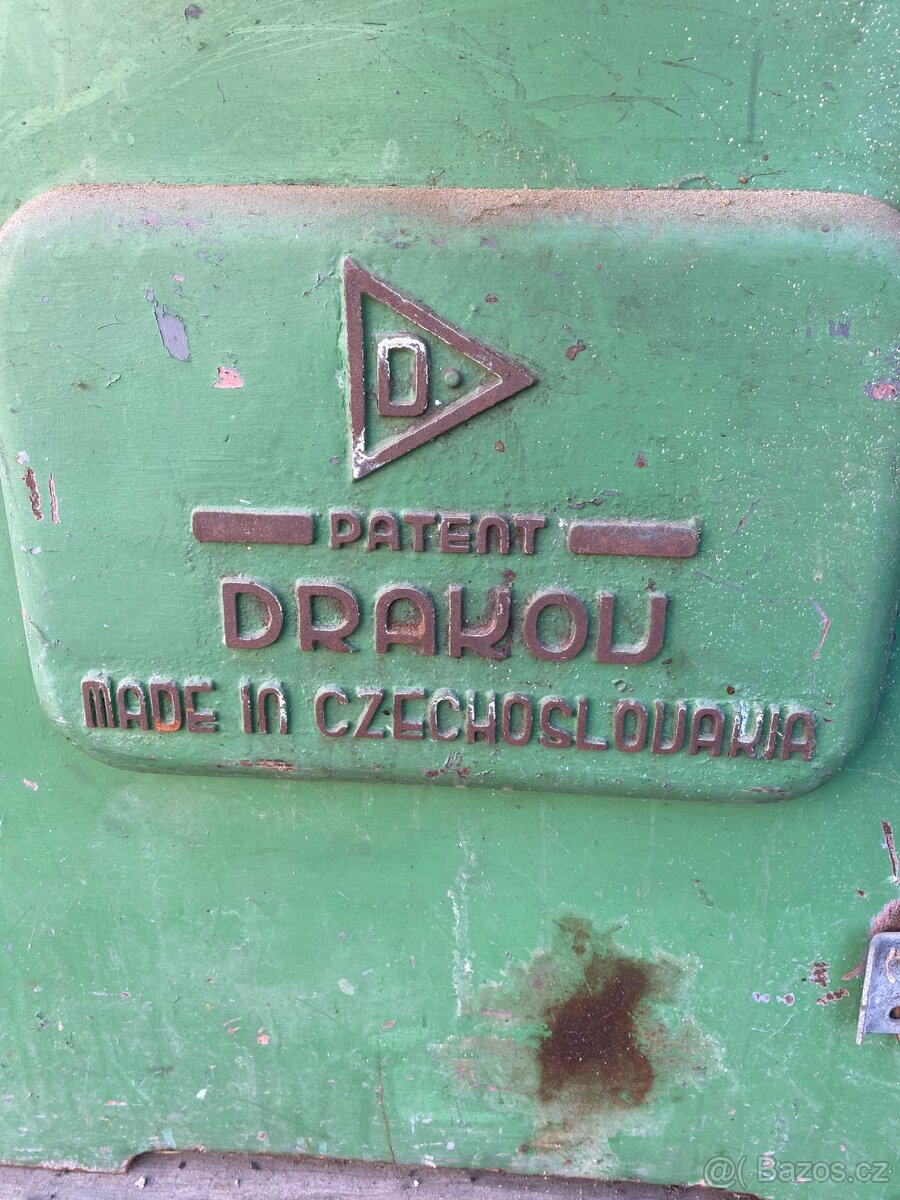 D
PATENT
DRAKOV
MADE IN CZECHOSLOVAKIA
@( Bazos.cz